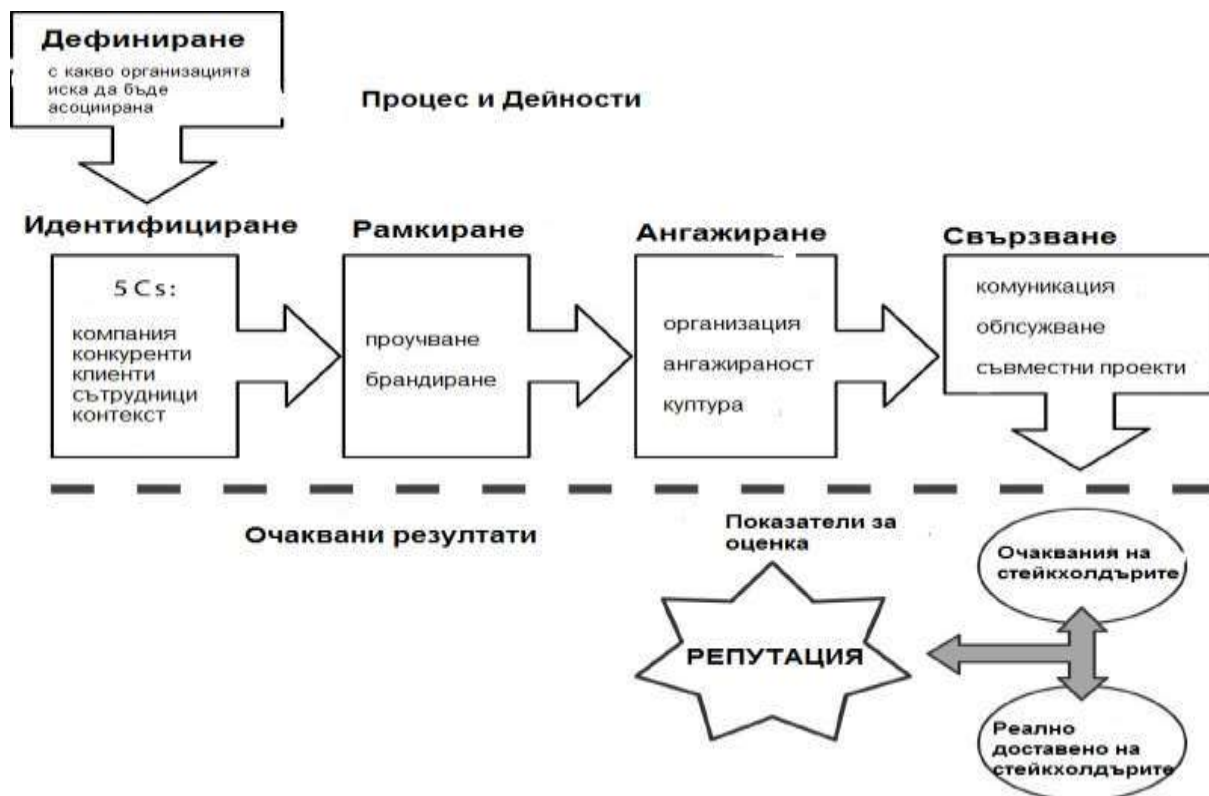 Дефиниране
с какво организацията
иска да бъде
асоциирана
Процес и Дейности
Идентифициране
5 Cs:
компания
конкуренти
клиенти
сътрудници
контекст
Рамкиране
проучване
брандиране
Ангажиране
организация
ангажираност
култура
Свързване
комуникация
облсужване
съвместни проекти
Очаквани резултати
Показатели за
оценка
РЕПУТАЦИЯ
Очаквания на
стейкхолдърите
Реално
доставено на
стейкхолдърите